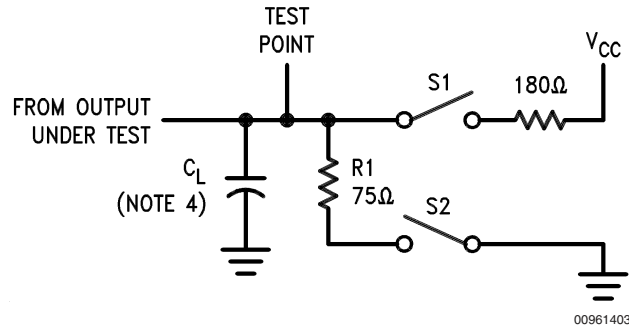 TEST
POINT
V_CC
S1
180Ω
FROM OUTPUT
UNDER TEST
C_L
(NOTE 4)
R1
75Ω
S2
00961403